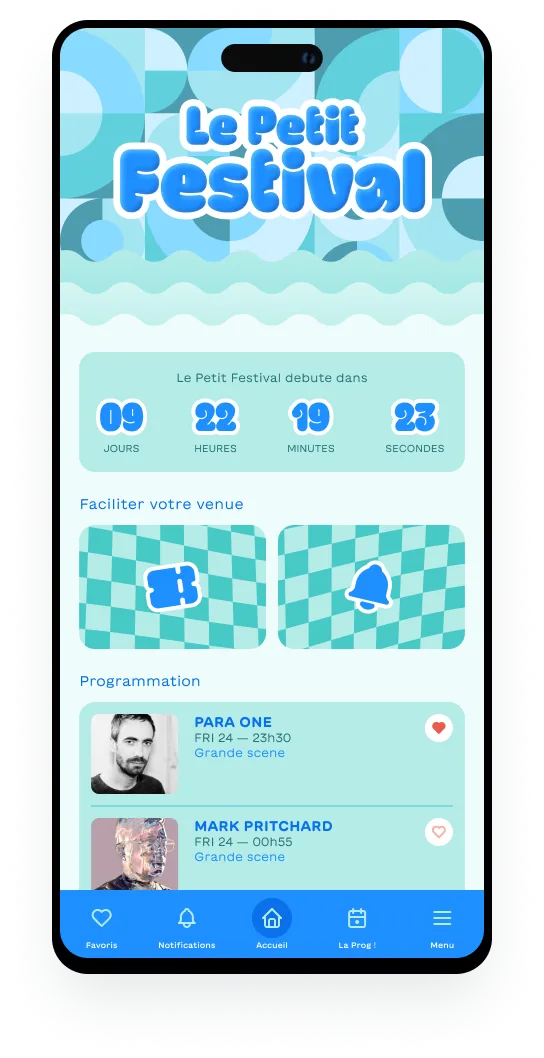 Le Petit
Festival
Le Petit Festival debute dans
09 22 19 23
JOURS HEURES MINUTES SECONDES
Faciliter votre venue
Programmation
PARA ONE
FRI 24 — 23h30
Grande scene
MARK PRITCHARD
FRI 24 — 00h55
Grande scene
Favoris Notifications Accueil La Prog ! Menu